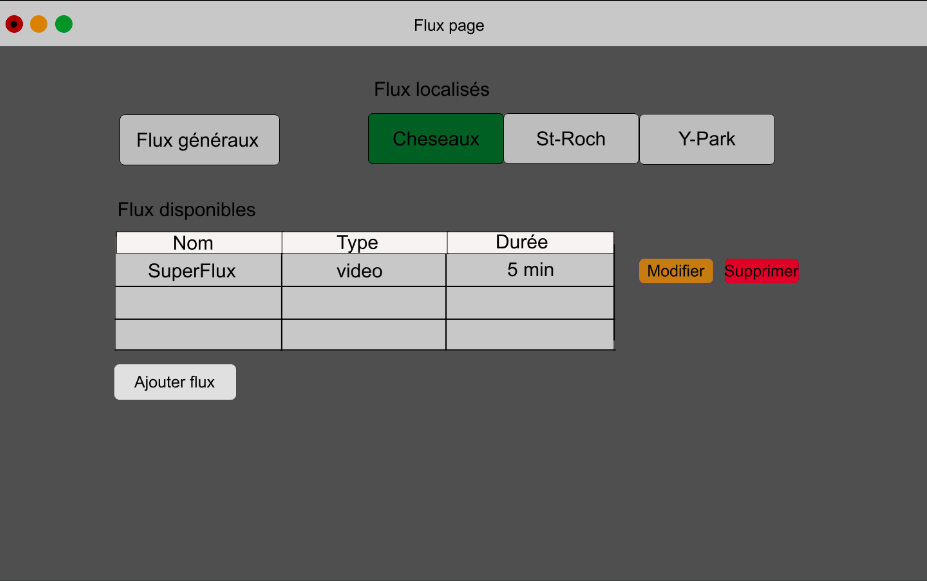 Flux page
Flux localisés
Flux généraux
Cheseaux
St-Roch
Y-Park
Flux disponibles
Nom Type Durée
SuperFlux video 5 min
Modifier
Supprimer
Ajouter flux